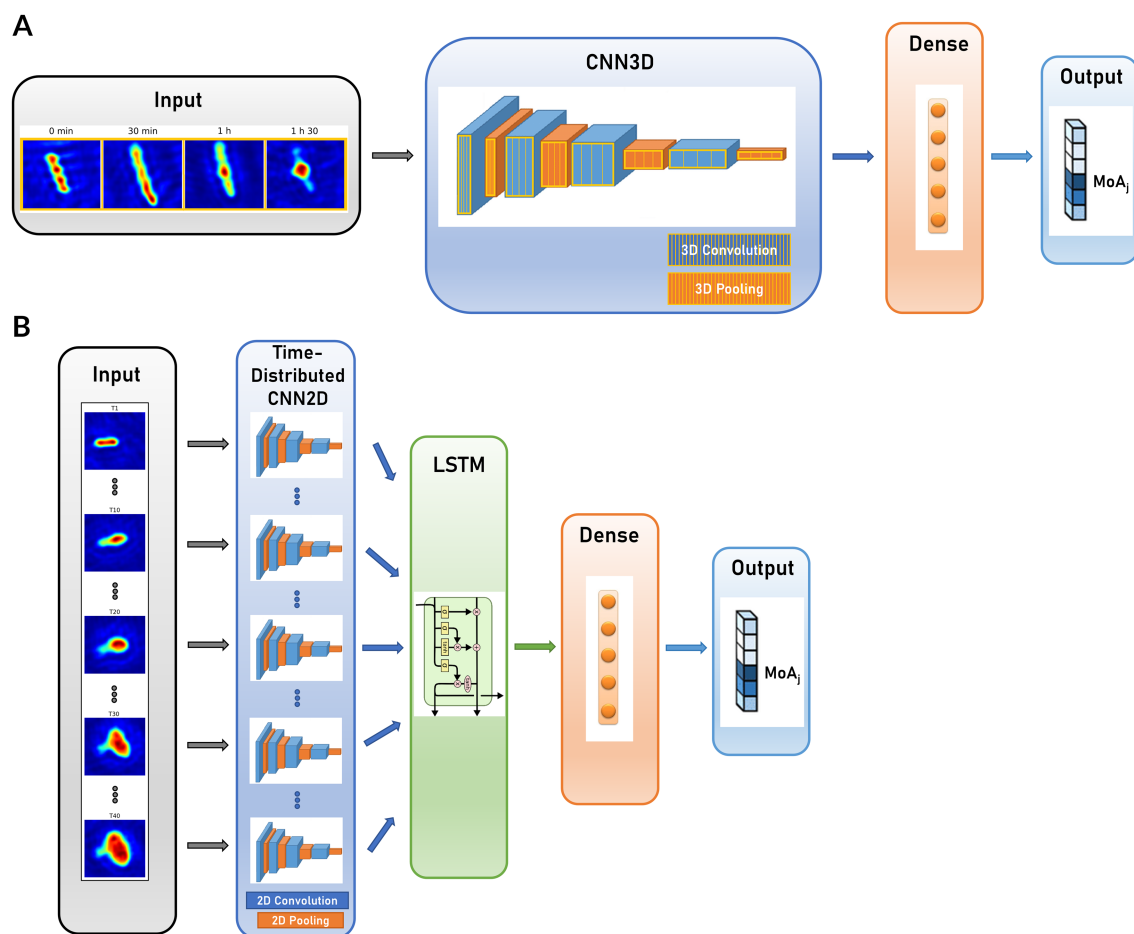 A
Input
0 min 30 min 1 h 1 h 30
CNN3D
3D Convolution
3D Pooling
Dense
Output
MoAj
B
Input
T1
T10
T20
T30
T40
Time-
Distributed
CNN2D
2D Convolution
2D Pooling
LSTM
Dense
Output
MoAj